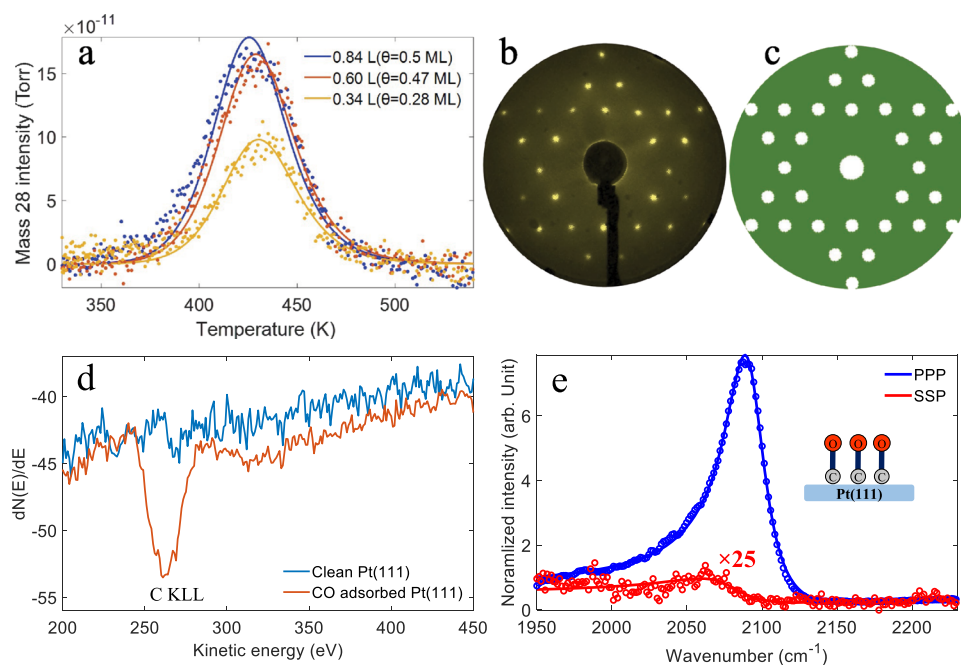 a
×10⁻¹¹
Mass 28 intensity (Torr)
15
10
5
0
350
400
450
500
Temperature (K)
0.84 L(θ=0.5 ML)
0.60 L(θ=0.47 ML)
0.34 L(θ=0.28 ML)
b
c
d
dN(E)/dE
-40
-45
-50
-55
200
250
300
350
400
450
Kinetic energy (eV)
C KLL
Clean Pt(111)
CO adsorbed Pt(111)
e
Noramlized intensity (arb. Unit)
6
4
2
0
1950
2000
2050
2100
2150
2200
Wavenumber (cm⁻¹)
PPP
SSP
O O O
C C C
Pt(111)
×25